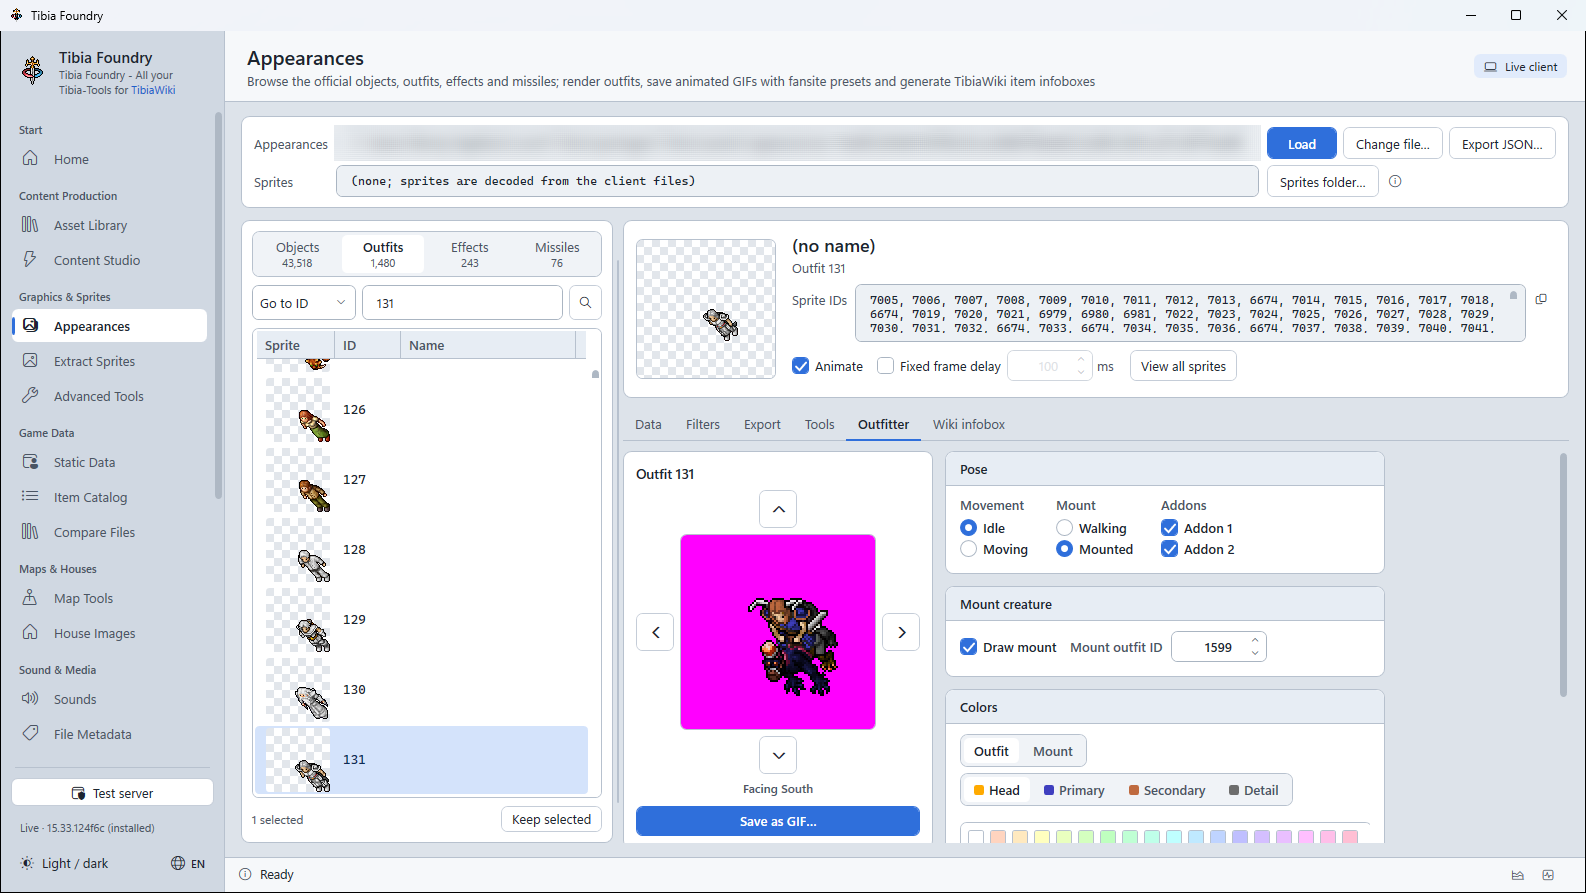 Tibia Foundry
Tibia Foundry
Tibia Foundry - All your
Tibia-Tools for TibiaWiki
Start
Home
Content Production
Asset Library
Content Studio
Graphics & Sprites
Appearances
Extract Sprites
Advanced Tools
Game Data
Static Data
Item Catalog
Compare Files
Maps & Houses
Map Tools
House Images
Sound & Media
Sounds
File Metadata
Test server
Live · 15.33.124f6c (installed)
Light / dark
EN
Appearances
Browse the official objects, outfits, effects and missiles; render outfits, save animated GIFs with fansite presets and generate TibiaWiki item infoboxes
Live client
Appearances
Load
Change file...
Export JSON...
Sprites
(none; sprites are decoded from the client files)
Sprites folder...
Objects
43,518
Outfits
1,480
Effects
243
Missiles
76
Go to ID
131
Sprite ID Name
126
127
128
129
130
131
1 selected
Keep selected
(no name)
Outfit 131
Sprite IDs
7005, 7006, 7007, 7008, 7009, 7010, 7011, 7012, 7013, 6674, 7014, 7015, 7016, 7017, 7018,
6674, 7019, 7020, 7021, 6979, 6980, 6981, 7022, 7023, 7024, 7025, 7026, 7027, 7028, 7029,
7030, 7031, 7032, 6674, 7033, 6674, 7034, 7035, 7036, 6674, 7037, 7038, 7039, 7040, 7041,
Animate
Fixed frame delay
100
ms
View all sprites
Data
Filters
Export
Tools
Outfitter
Wiki infobox
Outfit 131
Facing South
Save as GIF...
Pose
Movement Mount Addons
Idle Walking Addon 1
Moving Mounted Addon 2
Mount creature
Draw mount
Mount outfit ID
1599
Colors
Outfit
Mount
Head
Primary
Secondary
Detail
Ready